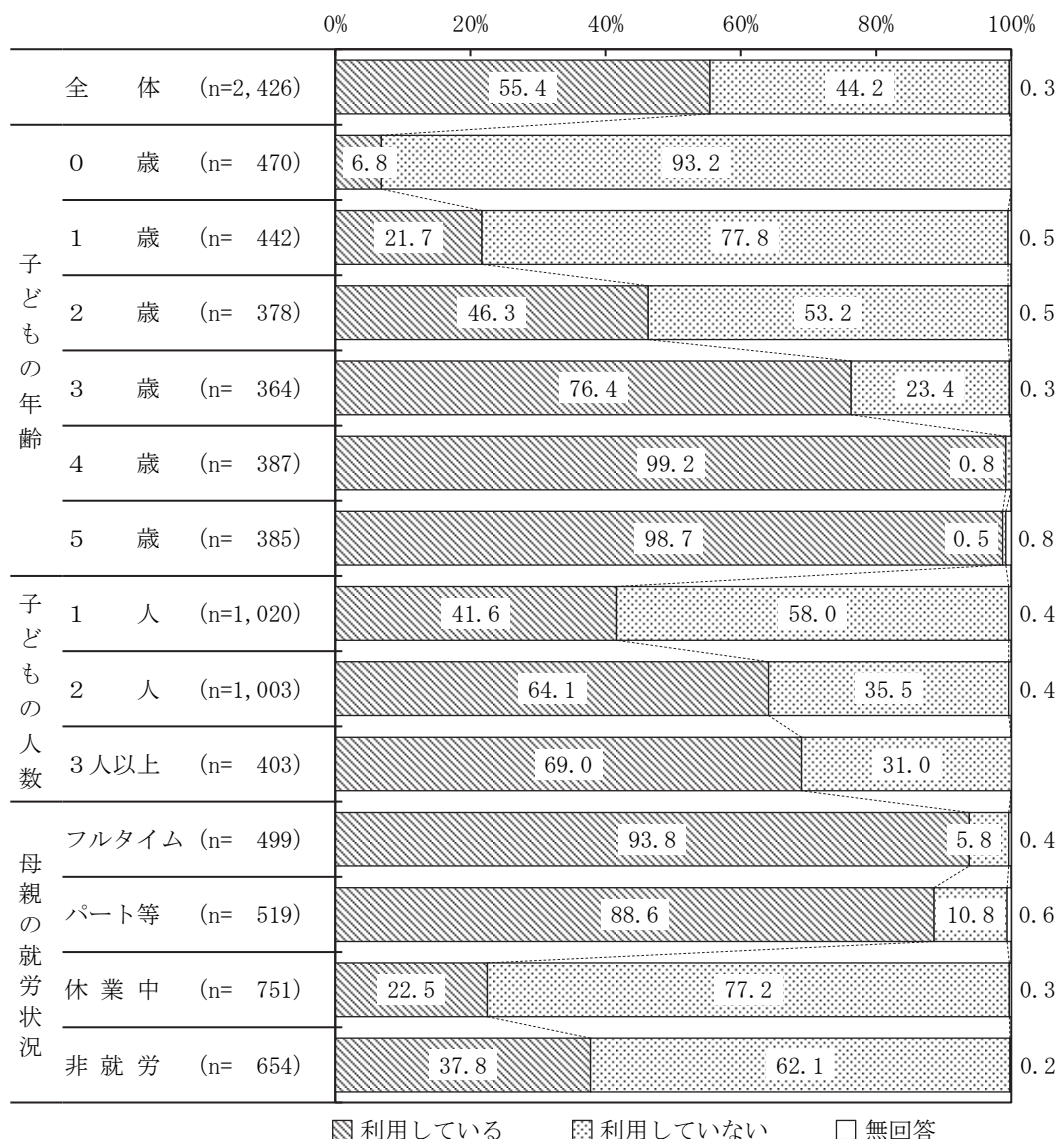 0% 20% 40% 60% 80% 100%
全 体 (n=2,426) 55.4 44.2 0.3
子どもの年齢
0 歳 (n= 470) 6.8 93.2
1 歳 (n= 442) 21.7 77.8 0.5
2 歳 (n= 378) 46.3 53.2 0.5
3 歳 (n= 364) 76.4 23.4 0.3
4 歳 (n= 387) 99.2 0.8
5 歳 (n= 385) 98.7 0.5 0.8
子どもの人数
1 人 (n=1,020) 41.6 58.0 0.4
2 人 (n=1,003) 64.1 35.5 0.4
3人以上 (n= 403) 69.0 31.0
母親の就労状況
フルタイム (n= 499) 93.8 5.8 0.4
パート等 (n= 519) 88.6 10.8 0.6
休業中 (n= 751) 22.5 77.2 0.3
非就労 (n= 654) 37.8 62.1 0.2
利用している 利用していない 無回答